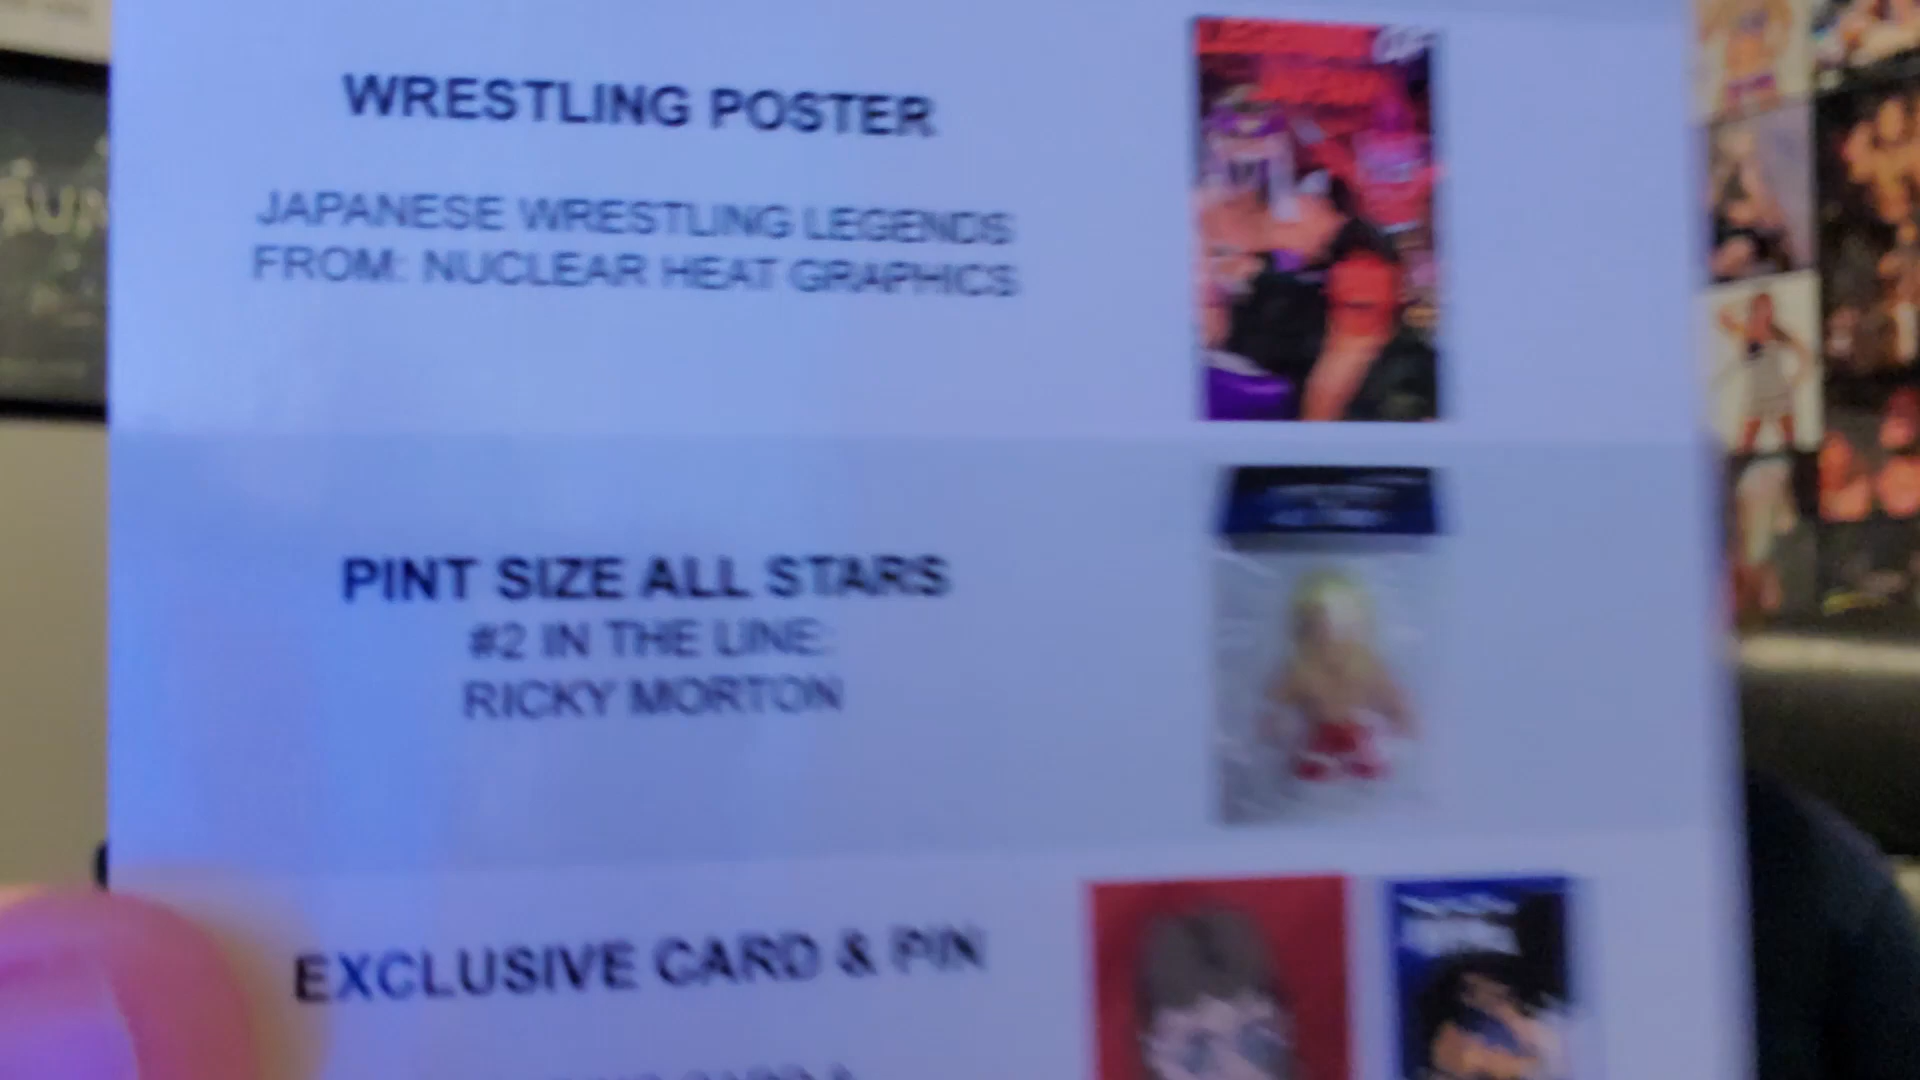 WRESTLING POSTER
JAPANESE WRESTLING LEGENDS
FROM: NUCLEAR HEAT GRAPHICS
PINT SIZE ALL STARS
#2 IN THE LINE:
RICKY MORTON
EXCLUSIVE CARD & PIN